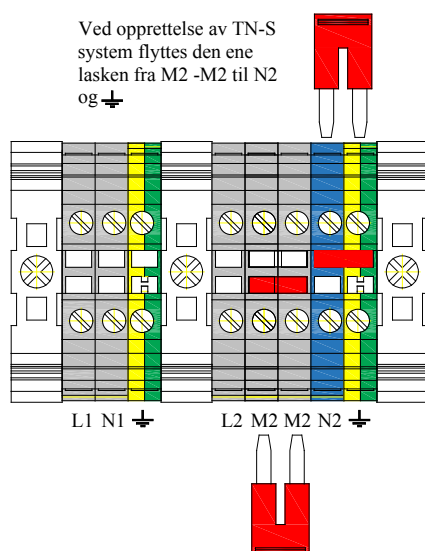 Ved opprettelse av TN-S
system flyttes den ene
lasken fra M2 -M2 til N2
og ⏚
L1 N1 ⏚ L2 M2 M2 N2 ⏚